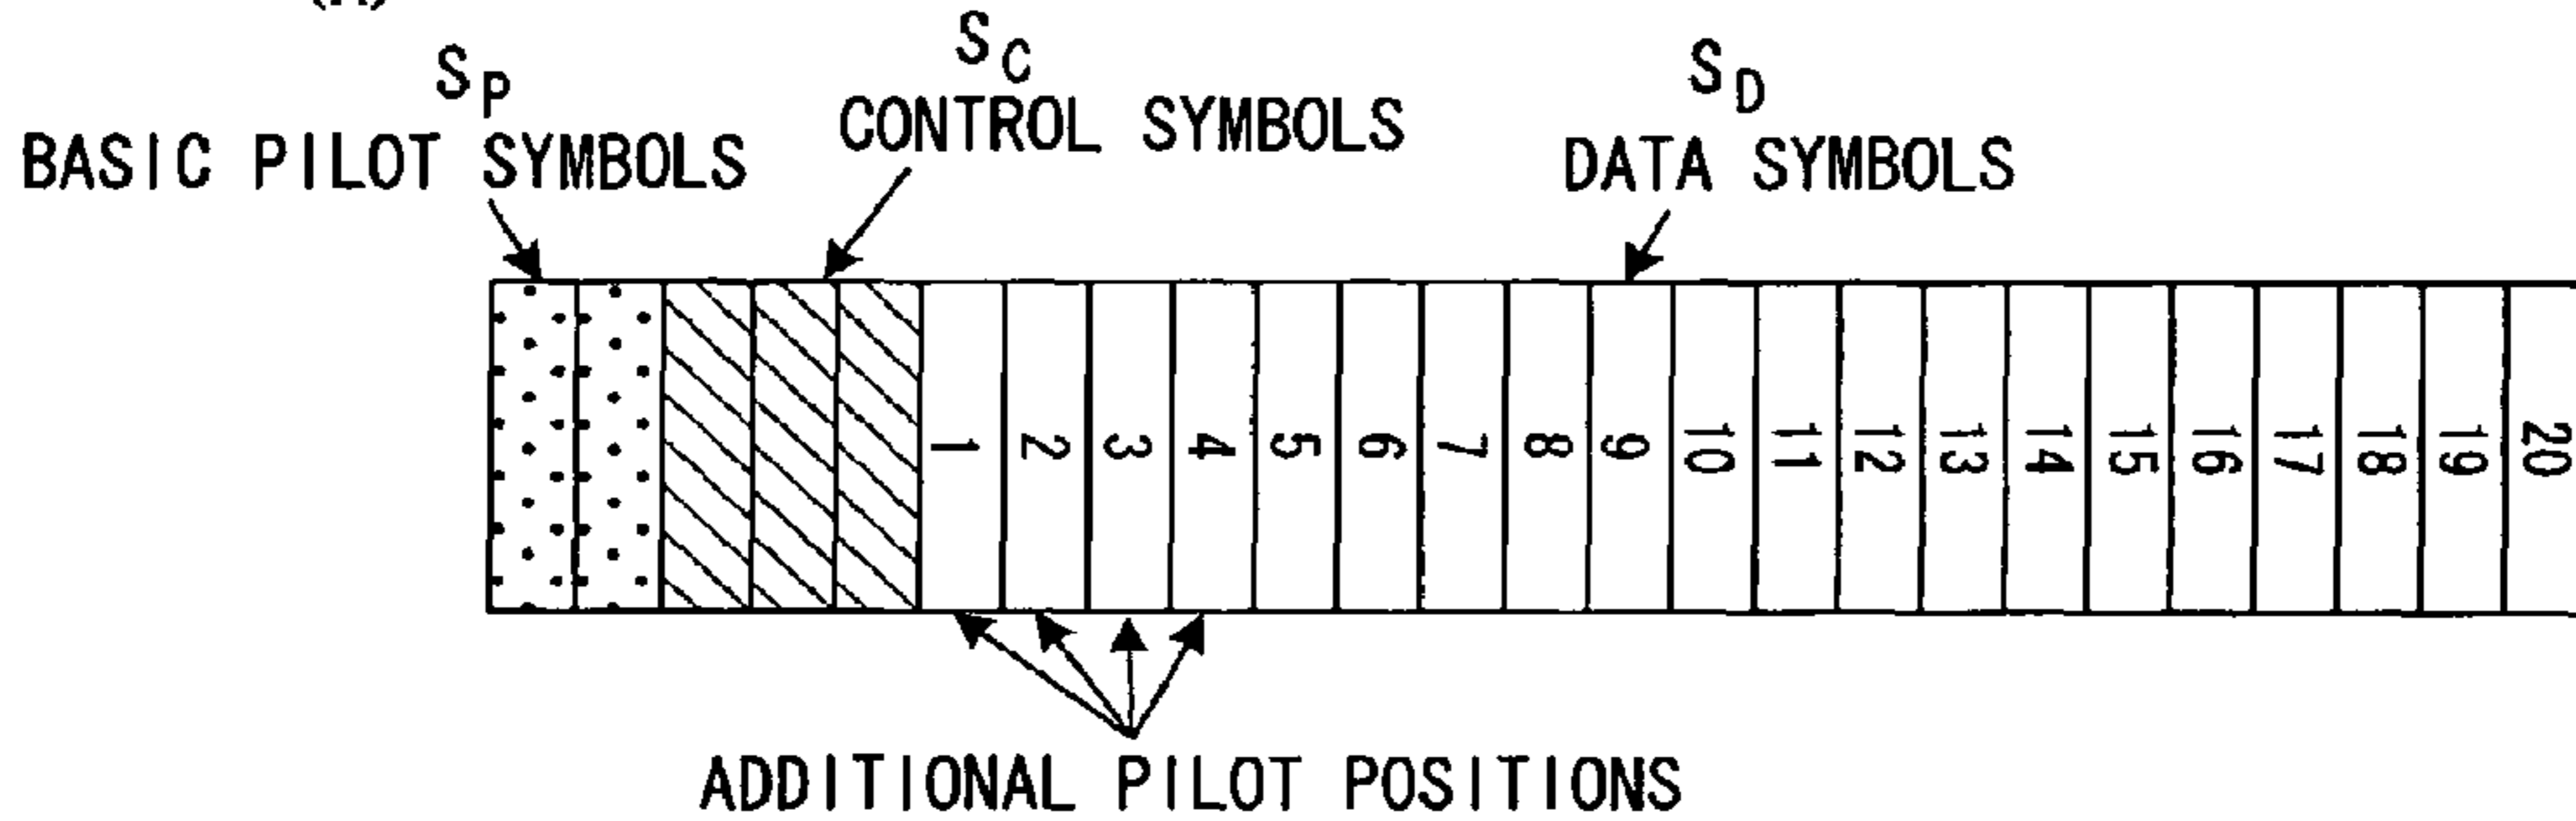 S_P
BASIC PILOT SYMBOLS
S_C
CONTROL SYMBOLS
S_D
DATA SYMBOLS
1 2 3 4 5 6 7 8 9 10 11 12 13 14 15 16 17 18 19 20
ADDITIONAL PILOT POSITIONS